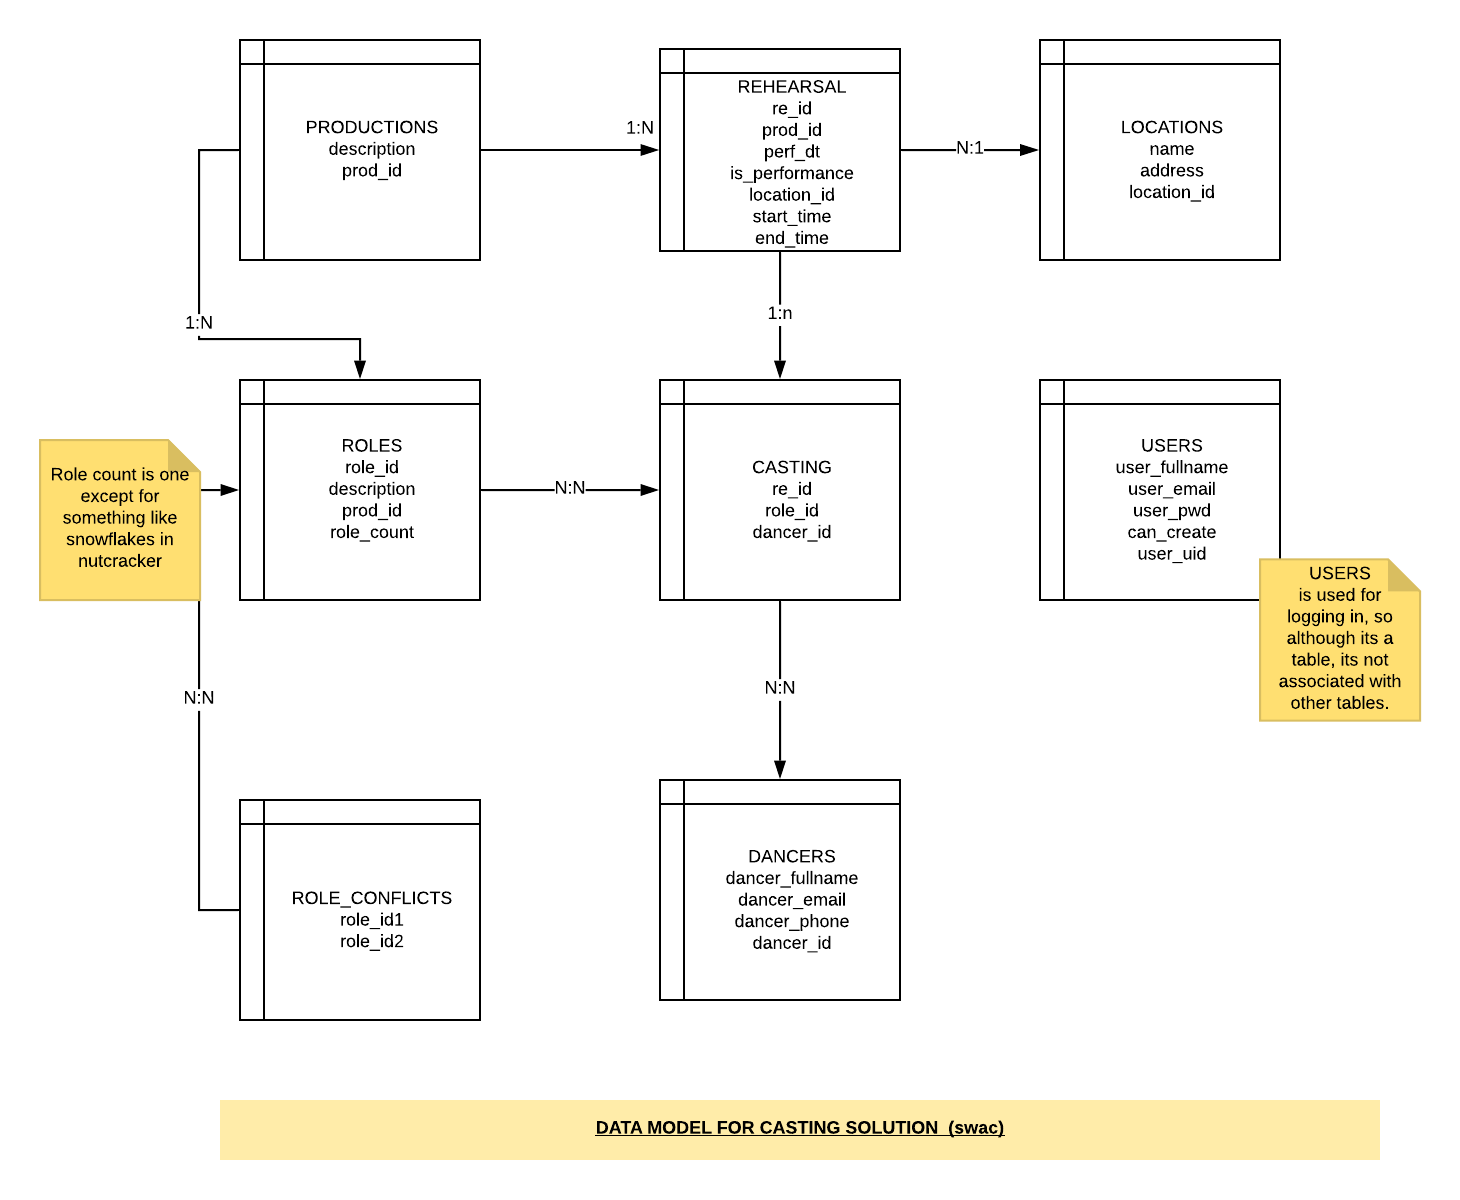 PRODUCTIONS
description
prod_id
1:N
REHEARSAL
re_id
prod_id
perf_dt
is_performance
location_id
start_time
end_time
N:1
LOCATIONS
name
address
location_id
1:N
1:n
Role count is one
except for
something like
snowflakes in
nutcracker
ROLES
role_id
description
prod_id
role_count
N:N
CASTING
re_id
role_id
dancer_id
USERS
user_fullname
user_email
user_pwd
can_create
user_uid
USERS
is used for
logging in, so
although its a
table, its not
associated with
other tables.
N:N
N:N
ROLE_CONFLICTS
role_id1
role_id2
DANCERS
dancer_fullname
dancer_email
dancer_phone
dancer_id
DATA MODEL FOR CASTING SOLUTION (swac)